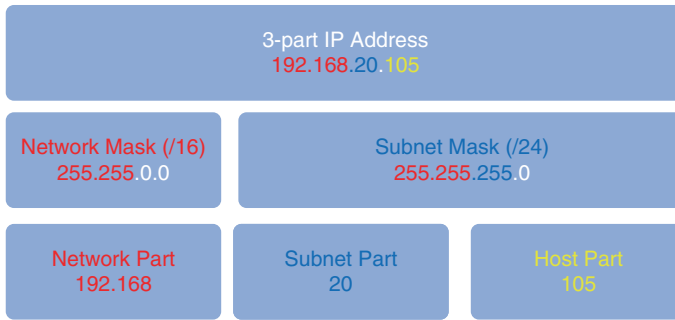 3-part IP Address
192.168.20.105
Network Mask (/16)
255.255.0.0
Subnet Mask (/24)
255.255.255.0
Network Part
192.168
Subnet Part
20
Host Part
105